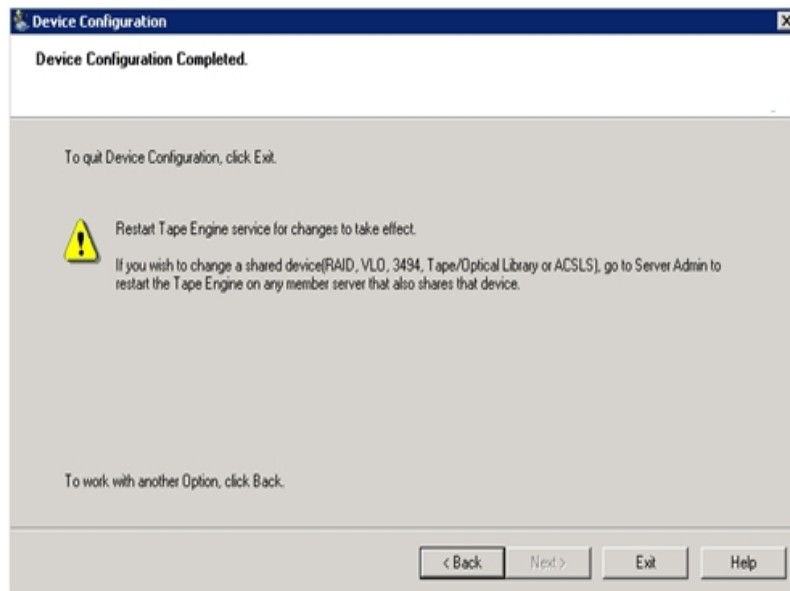 Device Configuration
Device Configuration Completed.
To quit Device Configuration, click Exit.
Restart Tape Engine service for changes to take effect.
If you wish to change a shared device(RAID, VLO, 3494, Tape/Optical Library or ACSLS), go to Server Admin to
restart the Tape Engine on any member server that also shares that device.
To work with another Option, click Back.
< Back
Next >
Exit
Help